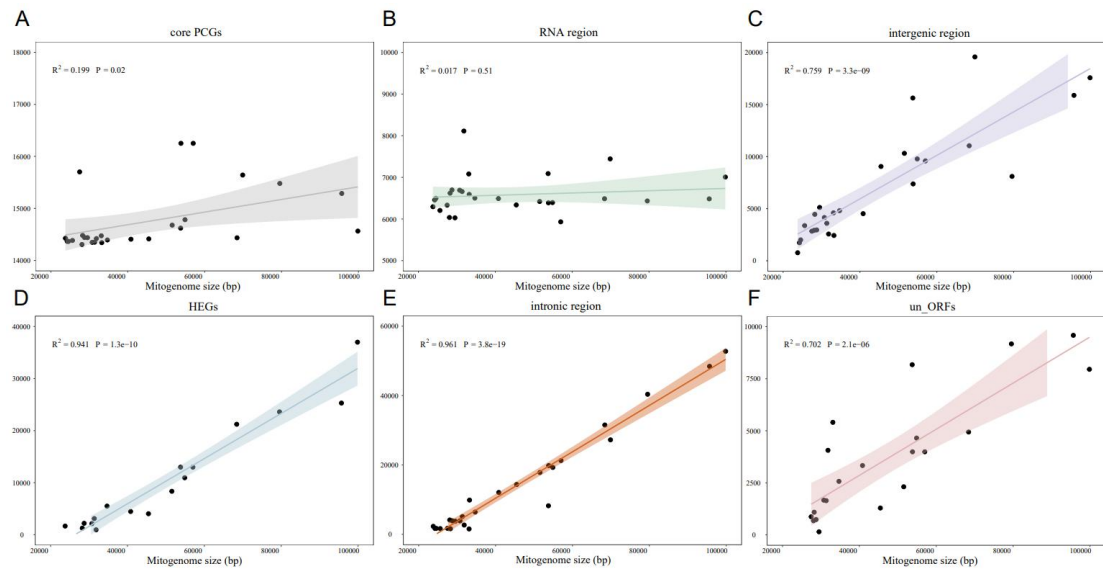 A
core PCGs
R² = 0.199 P = 0.02
18000
17000
16000
15000
14000
20000 40000 60000 80000 100000
Mitogenome size (bp)
B
RNA region
R² = 0.017 P = 0.51
10000
9000
8000
7000
6000
5000
20000 40000 60000 80000 100000
Mitogenome size (bp)
C
intergenic region
R² = 0.759 P = 3.3e−09
20000
15000
10000
5000
0
20000 40000 60000 80000 100000
Mitogenome size (bp)
D
HEGs
R² = 0.941 P = 1.3e−10
40000
30000
20000
10000
0
20000 40000 60000 80000 100000
Mitogenome size (bp)
E
intronic region
R² = 0.961 P = 3.8e−19
60000
40000
20000
0
20000 40000 60000 80000 100000
Mitogenome size (bp)
F
un_ORFs
R² = 0.702 P = 2.1e−06
10000
7500
5000
2500
0
20000 40000 60000 80000 100000
Mitogenome size (bp)